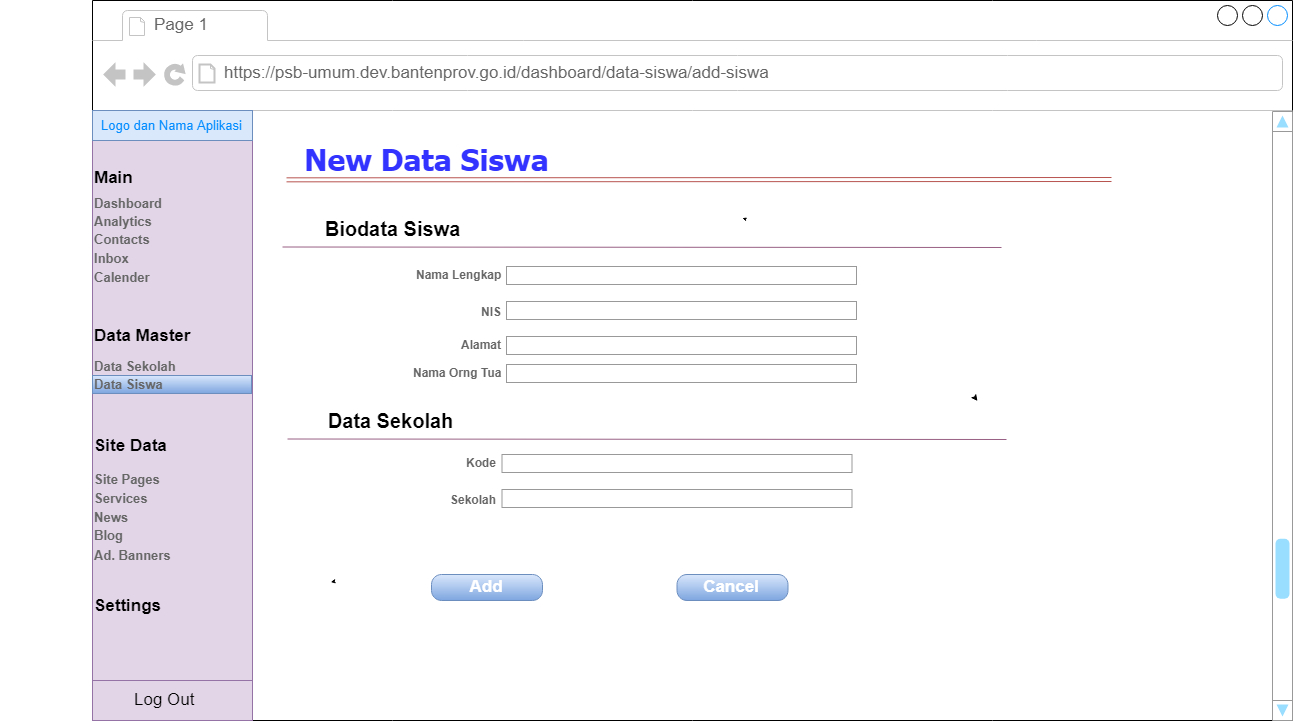 Page 1
https://psb-umum.dev.bantenprov.go.id/dashboard/data-siswa/add-siswa
Logo dan Nama Aplikasi
Main
Dashboard
Analytics
Contacts
Inbox
Calender
Data Master
Data Sekolah
Data Siswa
Site Data
Site Pages
Services
News
Blog
Ad. Banners
Settings
Log Out
New Data Siswa
Biodata Siswa
Nama Lengkap
NIS
Alamat
Nama Orng Tua
Data Sekolah
Kode
Sekolah
Add
Cancel